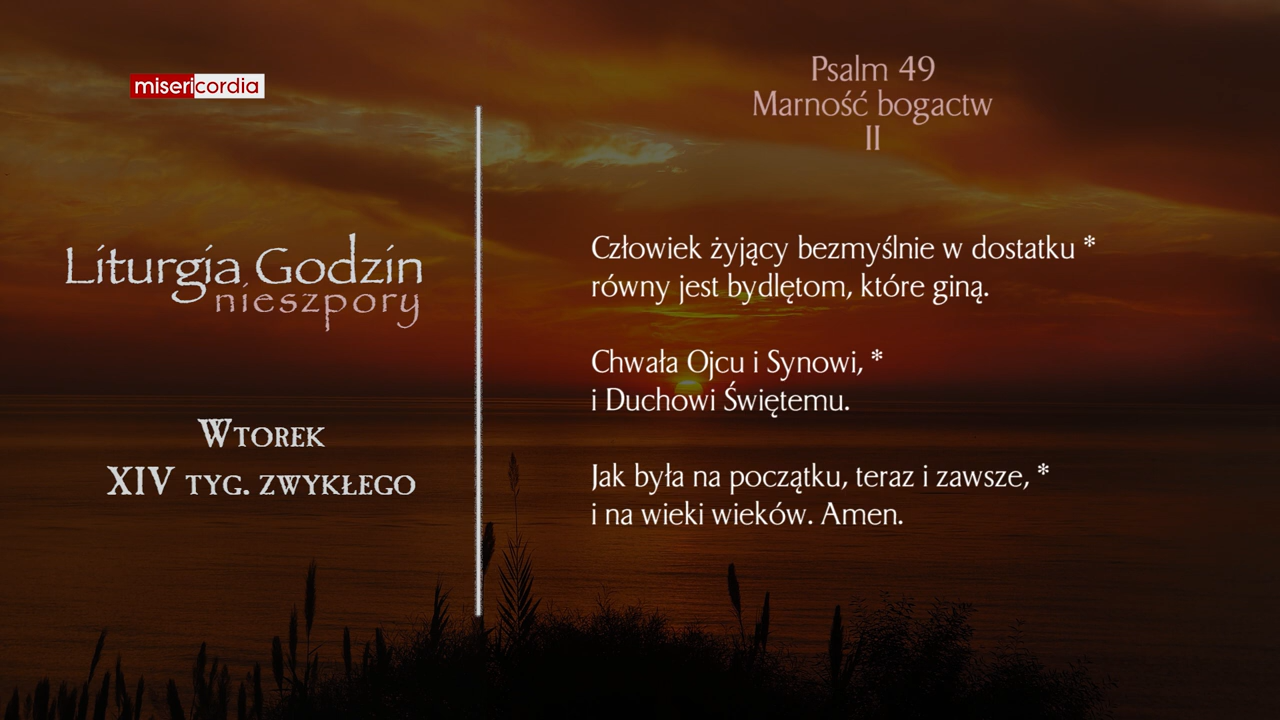 misericordia
Liturgia Godzin
nieszpory
Wtorek
XIV tyg. zwykłego
Psalm 49
Marność bogactw
II
Człowiek żyjący bezmyślnie w dostatku *
równy jest bydlętom, które giną.
Chwała Ojcu i Synowi, *
i Duchowi Świętemu.
Jak była na początku, teraz i zawsze, *
i na wieki wieków. Amen.